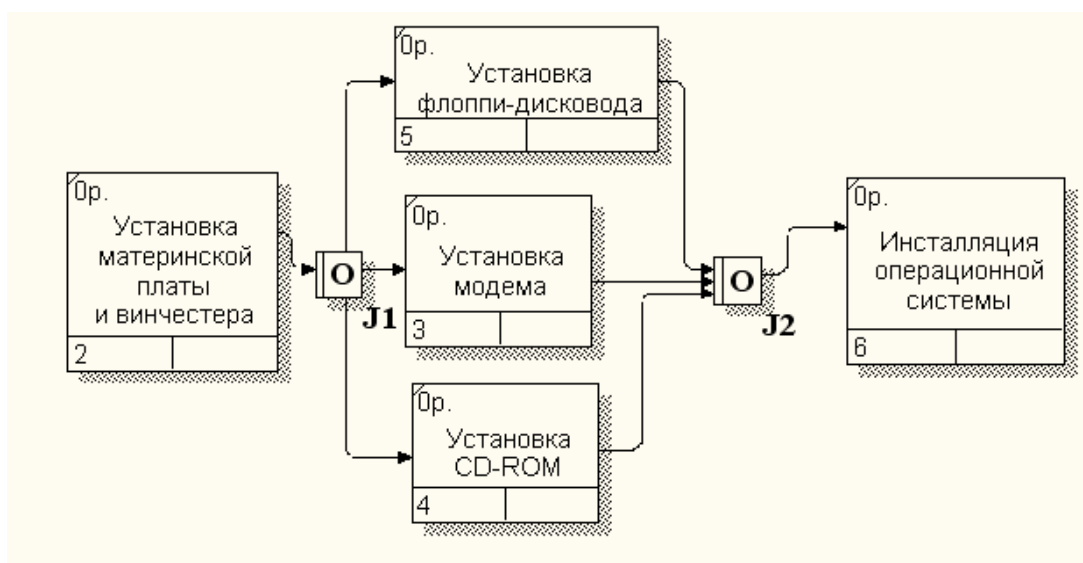 0р.
Установка
флоппи-дисковода
5
0р.
Установка
материнской
платы
и винчестера
2
O
J1
0р.
Установка
модема
3
0р.
Установка
CD-ROM
4
O
J2
0р.
Инсталляция
операционной
системы
6